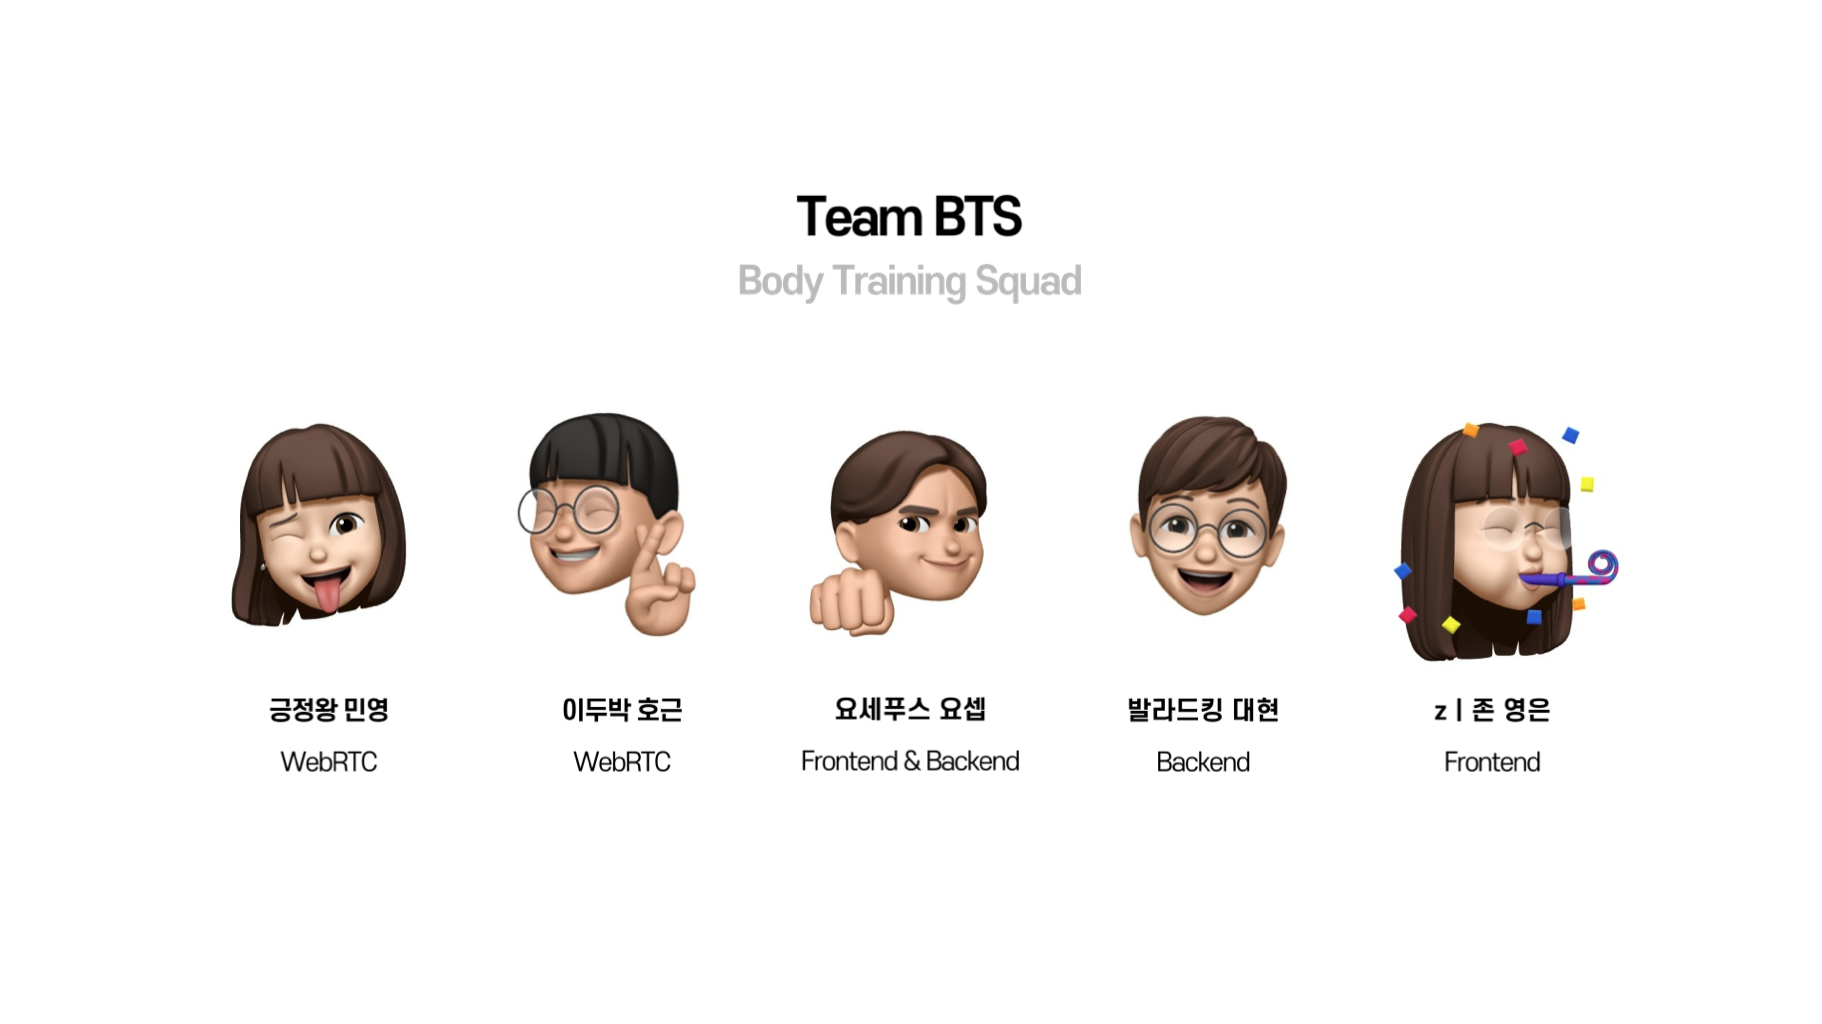 Team BTS
Body Training Squad
긍정왕 민영
이두박 호근
요세푸스 요셉
발라드킹 대현
zㅣ존 영은
WebRTC
WebRTC
Frontend & Backend
Backend
Frontend